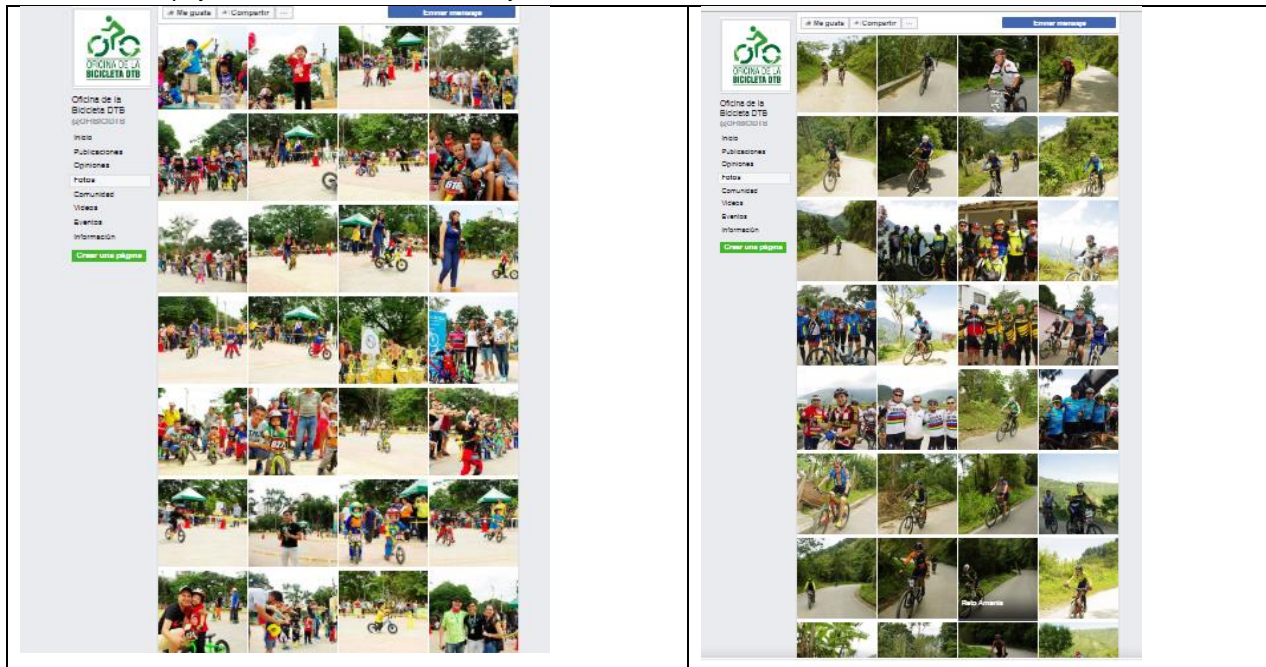 Me gusta Compartir ... Enviar mensaje
OFICINA DE LA
BICICLETA DTB
Oficina de la
Bicicleta DTB
Inicio
Publicaciones
Opiniones
Fotos
Comunidad
Videos
Eventos
Información
Crear una página
616
Me gusta Compartir ... Enviar mensaje
OFICINA DE LA
BICICLETA DTB
Oficina de la
Bicicleta DTB
Inicio
Publicaciones
Opiniones
Fotos
Comunidad
Videos
Eventos
Información
Crear una página
Reto Amante